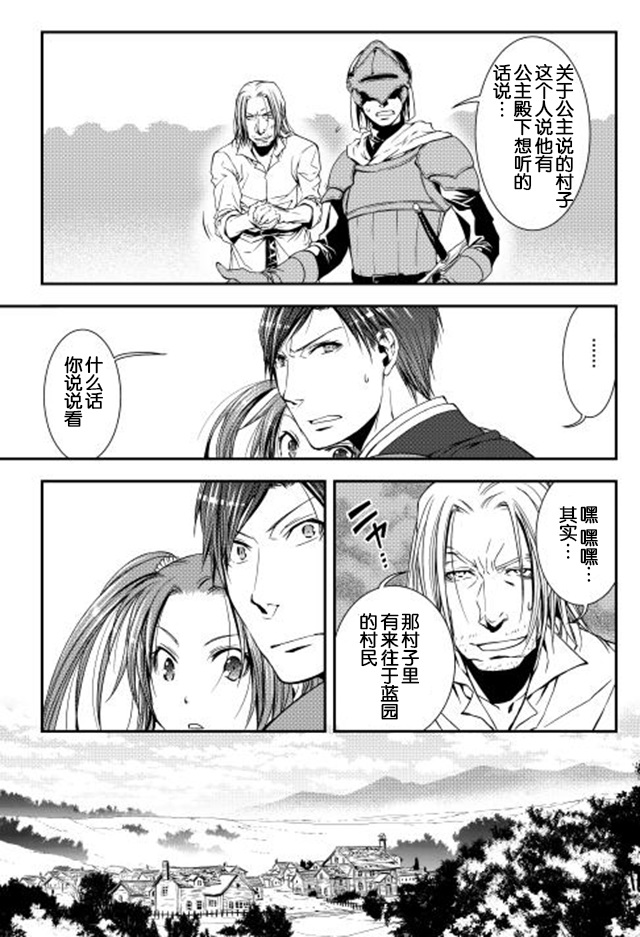 关于公主说的村子
这个人说他有
公主殿下想听的
话说…
……
什么话
你说说看
嘿嘿嘿…
其实…
ニヤ…
那村子里
有来往于蓝园
的村民